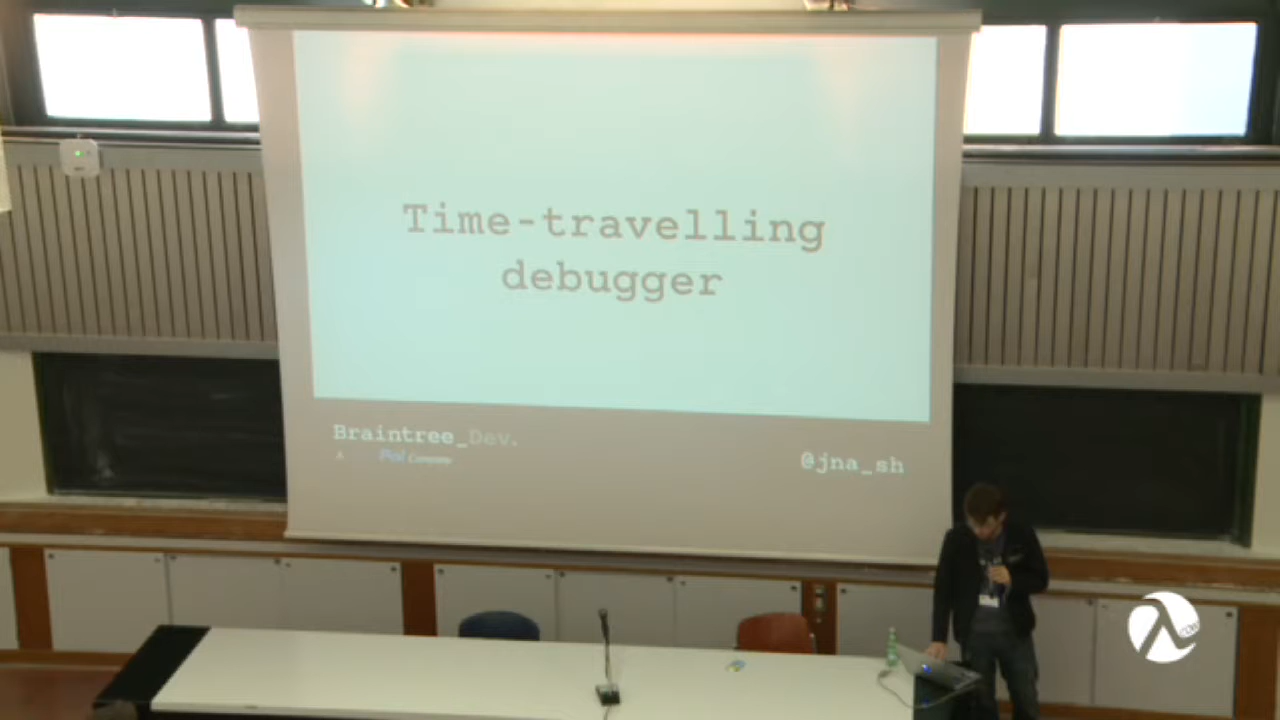 Time-travelling
debugger
Braintree_Dev.
A
@jna_sh